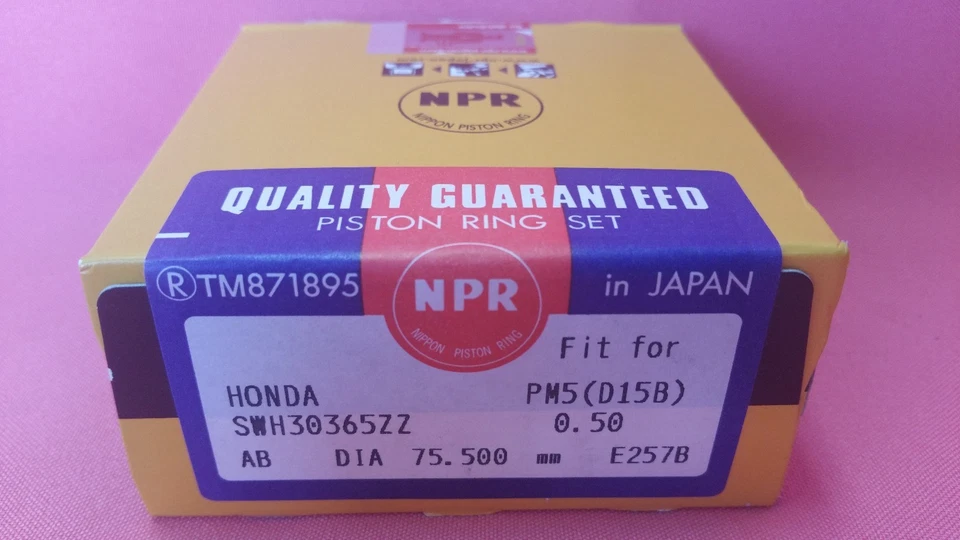 NPR
NIPPON PISTON RING
QUALITY GUARANTEED
PISTON RING SET
®TM871895
NPR
NIPPON PISTON RING
in JAPAN
Fit for
HONDA PM5(D15B)
SWH30365ZZ 0.50
AB DIA 75.500 mm E257B